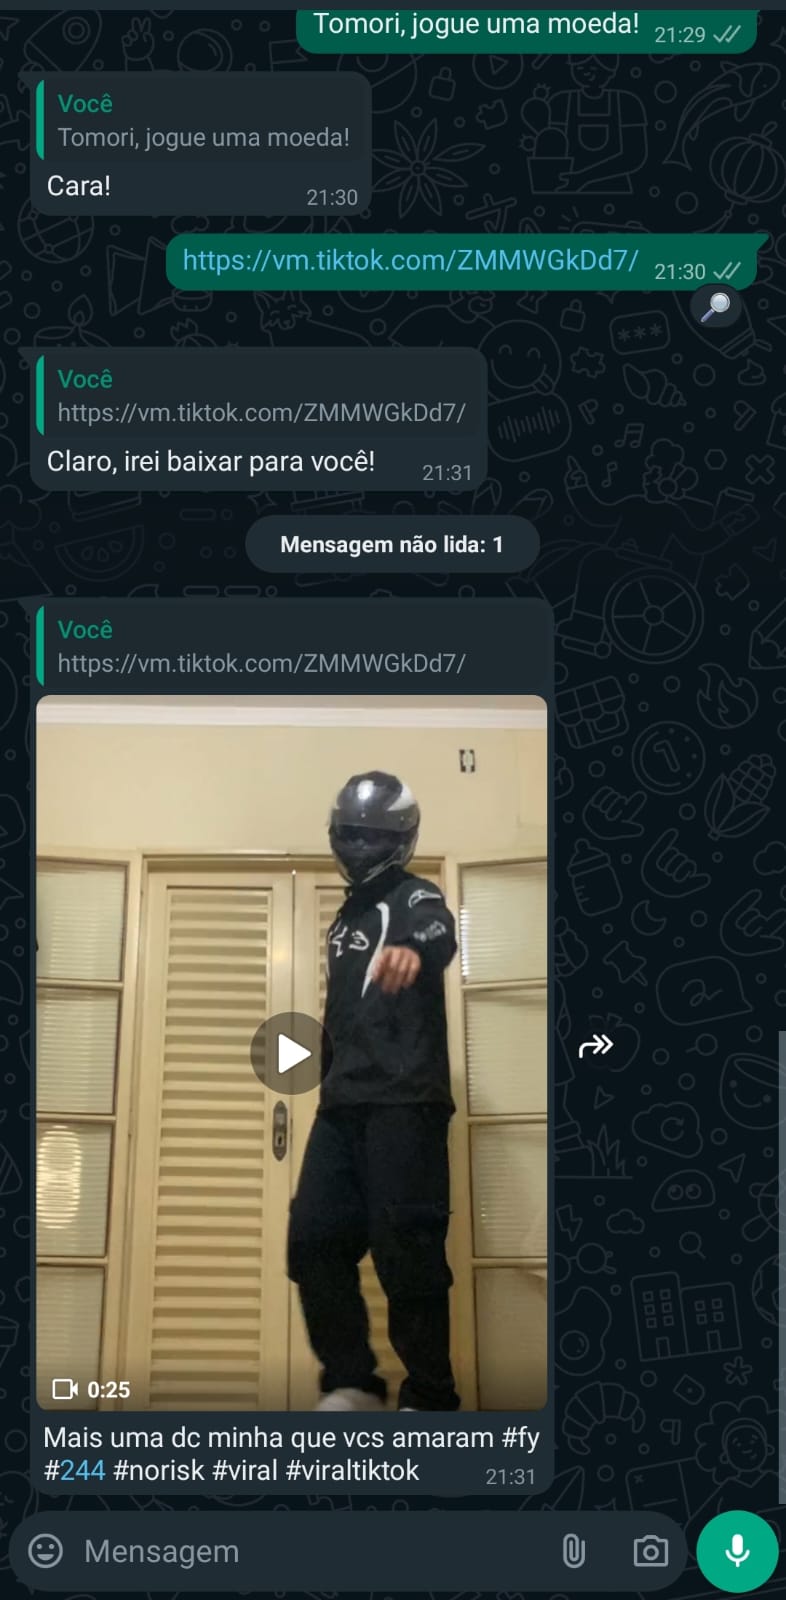 Tomori, jogue uma moeda!
21:29
Você
Tomori, jogue uma moeda!
Cara!
21:30
https://vm.tiktok.com/ZMMWGkDd7/
21:30
Você
https://vm.tiktok.com/ZMMWGkDd7/
Claro, irei baixar para você!
21:31
Mensagem não lida: 1
Você
https://vm.tiktok.com/ZMMWGkDd7/
0:25
Mais uma dc minha que vcs amaram #fy
#244 #norisk #viral #viraltiktok
21:31
Mensagem